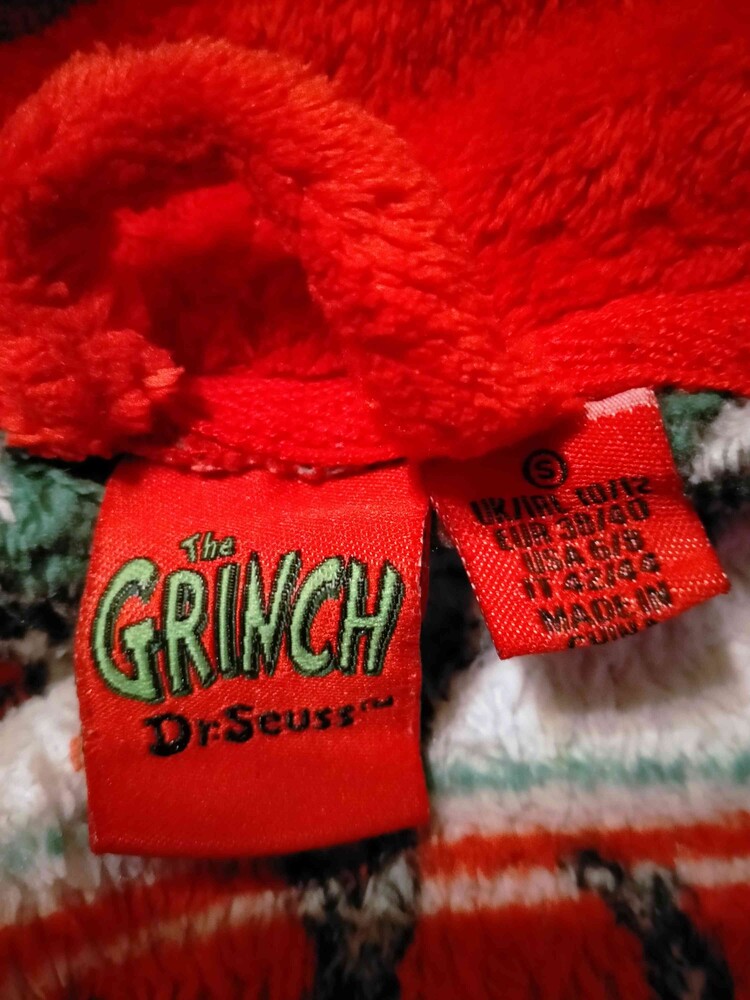 The
GRINCH
Dr. Seuss™
S
UK/IRL 10/12
EUR 38/40
USA 6/8
IT 42/44
MADE IN
CHINA